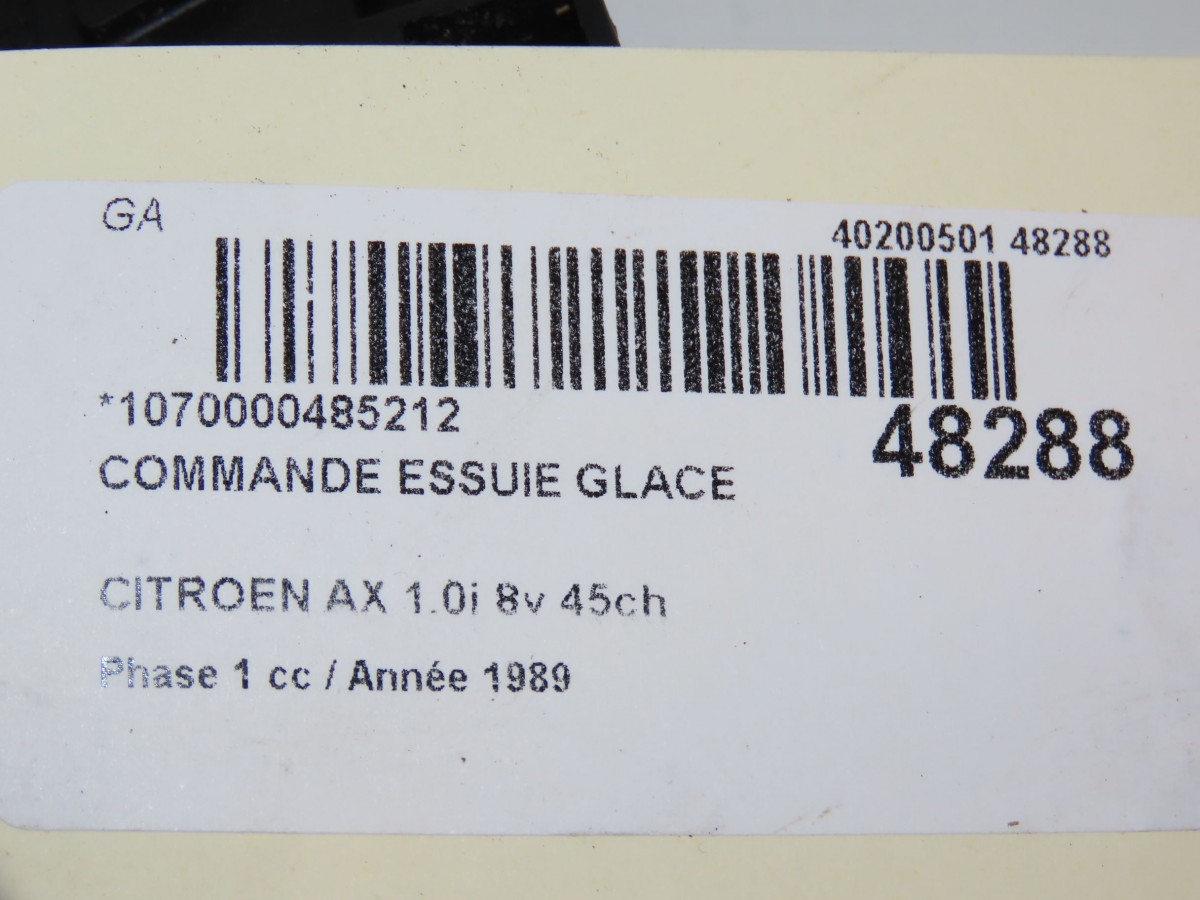 GA
40200501 48288
*1070000485212
48288
COMMANDE ESSUIE GLACE
CITROEN AX 1.0i 8v 45ch
Phase 1 cc / Année 1989